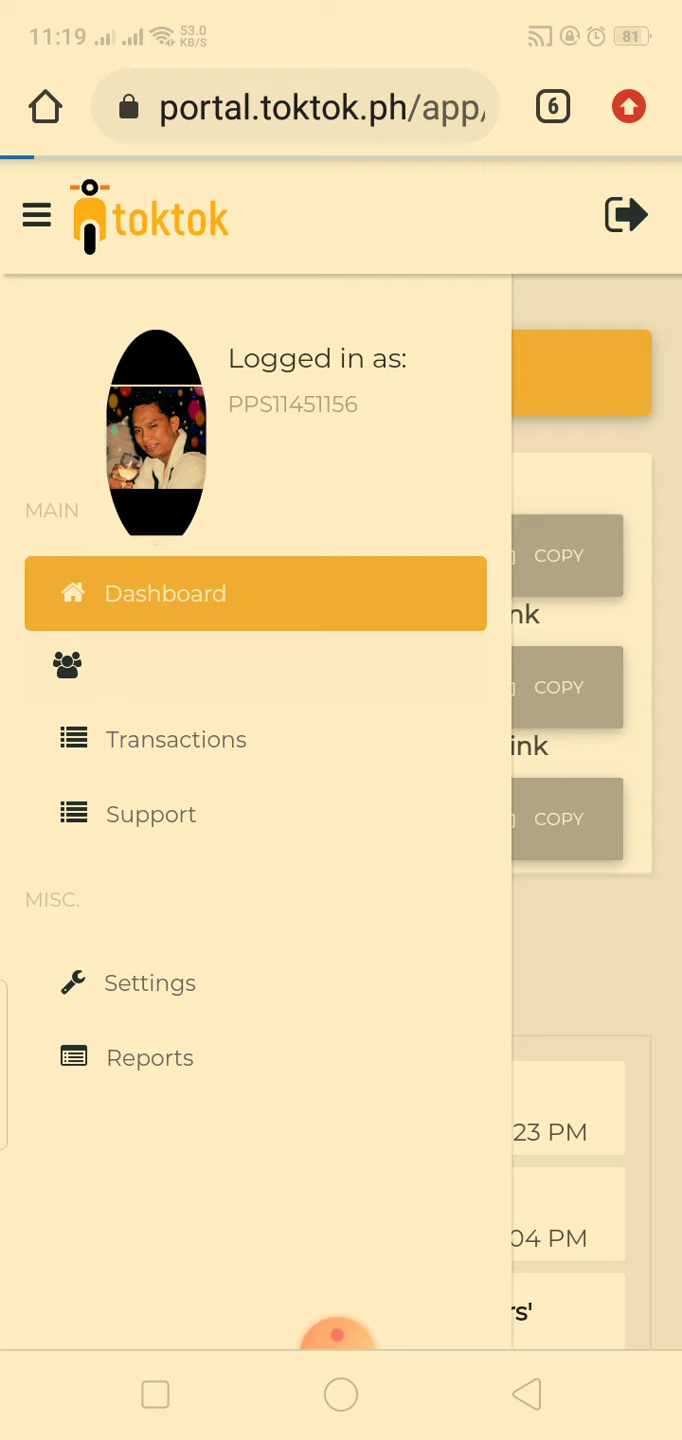 11:19
53.0
KB/S
81
portal.toktok.ph/app/
6
toktok
Logged in as:
PPS11451156
MAIN
Dashboard
COPY
nk
Transactions
COPY
ink
Support
COPY
MISC.
Settings
Reports
23 PM
04 PM
rs'